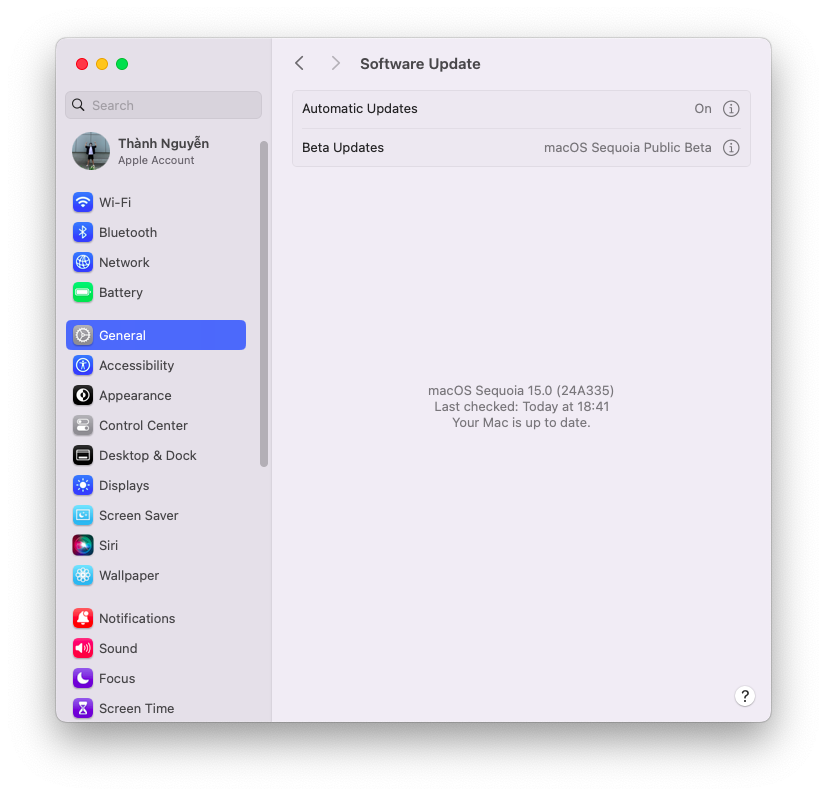 Search
Thành Nguyễn
Apple Account
Wi-Fi
Bluetooth
Network
Battery
General
Accessibility
Appearance
Control Center
Desktop & Dock
Displays
Screen Saver
Siri
Wallpaper
Notifications
Sound
Focus
Screen Time
Software Update
Automatic Updates On
Beta Updates macOS Sequoia Public Beta
macOS Sequoia 15.0 (24A335)
Last checked: Today at 18:41
Your Mac is up to date.
?